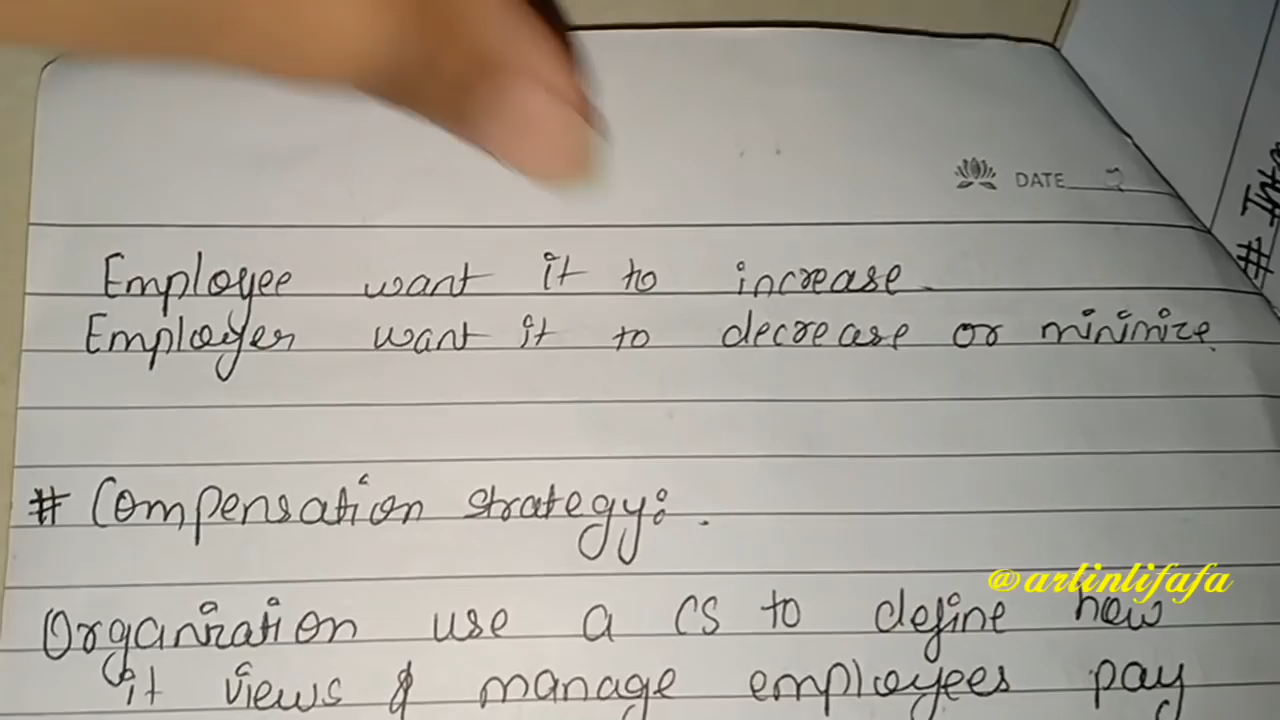 DATE
Employee want it to increase.
Employer want it to decrease or minimize.
# Compensation strategy:.
@artinlifafa
Organization use a CS to define how
it views & manage employees pay